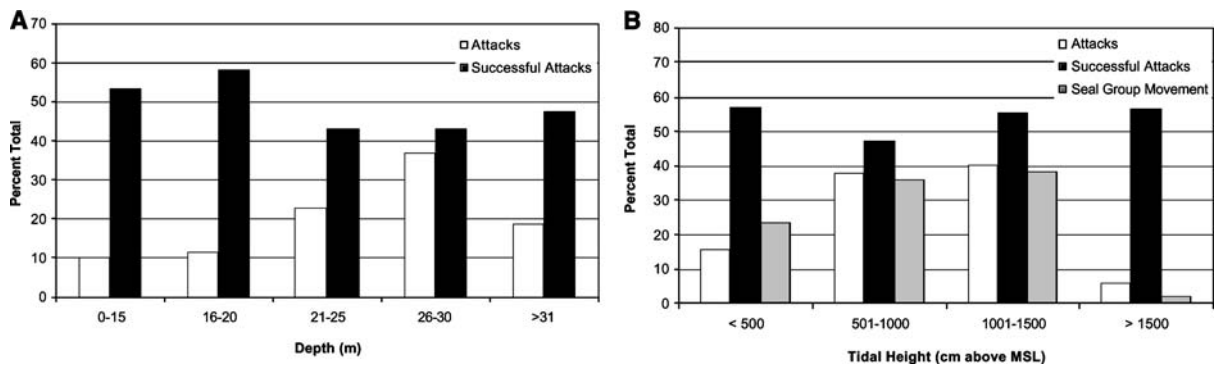 A
70
60
50
40
30
20
10
0
Percent Total
Attacks
Successful Attacks
0-15 16-20 21-25 26-30 >31
Depth (m)
B
80
70
60
50
40
30
20
10
0
Percent Total
Attacks
Successful Attacks
Seal Group Movement
< 500 501-1000 1001-1500 > 1500
Tidal Height (cm above MSL)